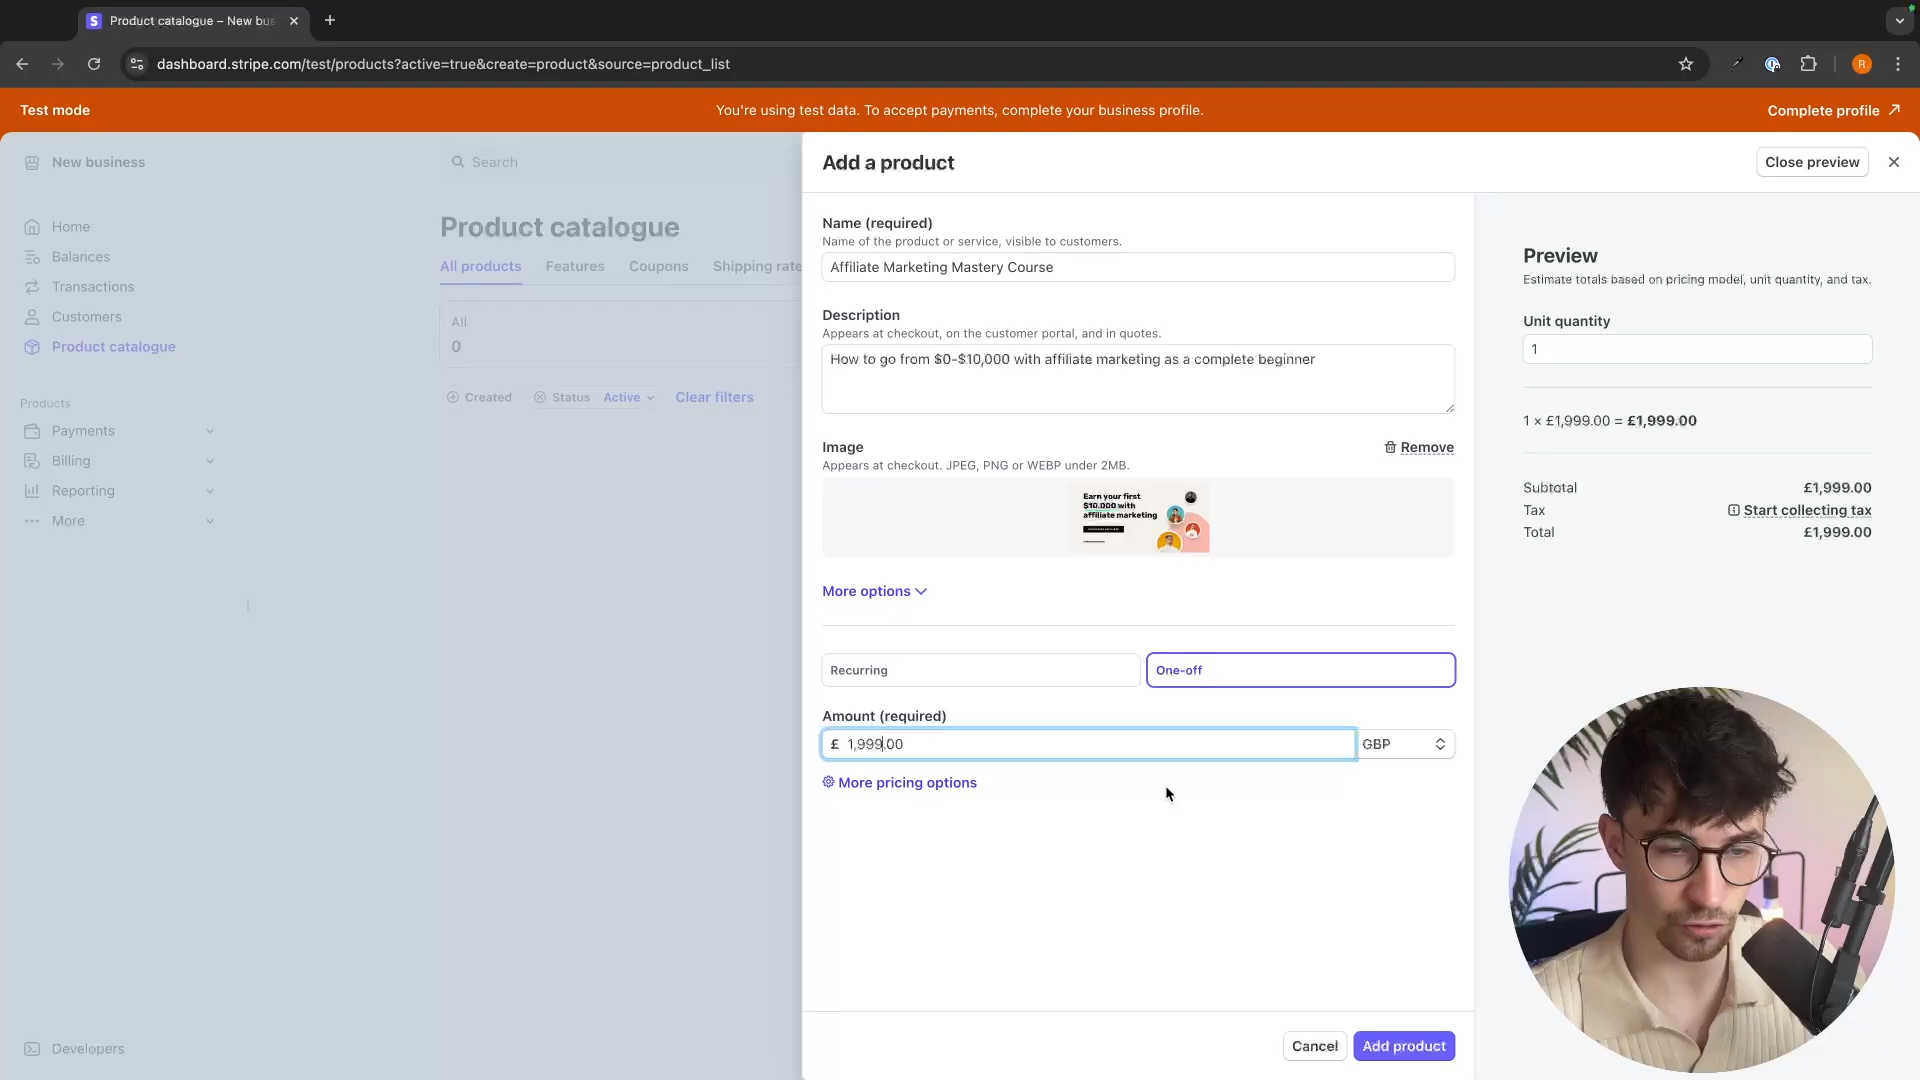 Product catalogue – New bus
dashboard.stripe.com/test/products?active=true&create=product&source=product_list
R
Test mode
You're using test data. To accept payments, complete your business profile.
Complete profile
New business
Search
Home
Balances
Transactions
Customers
Product catalogue
Products
Payments
Billing
Reporting
More
Developers
Product catalogue
All products
Features
Coupons
Shipping rate
All
0
Created
Status
Active
Clear filters
Add a product
Close preview
Name (required)
Name of the product or service, visible to customers.
Affiliate Marketing Mastery Course
Description
Appears at checkout, on the customer portal, and in quotes.
How to go from $0-$10,000 with affiliate marketing as a complete beginner
Image
Remove
Appears at checkout. JPEG, PNG or WEBP under 2MB.
Earn your first
$10,000 with
affiliate marketing
More options
Recurring
One-off
Amount (required)
£ 1,999.00
GBP
More pricing options
Cancel
Add product
Preview
Estimate totals based on pricing model, unit quantity, and tax.
Unit quantity
1
1 × £1,999.00 = £1,999.00
Subtotal
£1,999.00
Tax
Start collecting tax
Total
£1,999.00